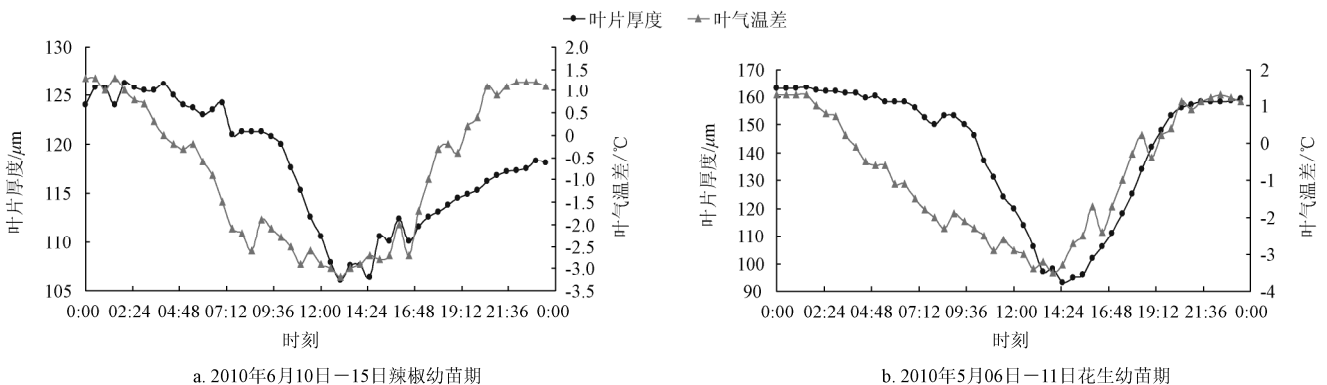 叶片厚度 叶气温差
130 125 120 115 110 105
叶片厚度/μm
2.0 1.5 1.0 0.5 0 -0.5 -1.0 -1.5 -2.0 -2.5 -3.0 -3.5
叶气温差/℃
0:00 02:24 04:48 07:12 09:36 12:00 14:24 16:48 19:12 21:36 0:00
时刻
a. 2010年6月10日－15日辣椒幼苗期
170 160 150 140 130 120 110 100 90
叶片厚度/μm
2 1 0 -1 -2 -3 -4
叶气温差/℃
0:00 02:24 04:48 07:12 09:36 12:00 14:24 16:48 19:12 21:36 0:00
时刻
b. 2010年5月06日－11日花生幼苗期